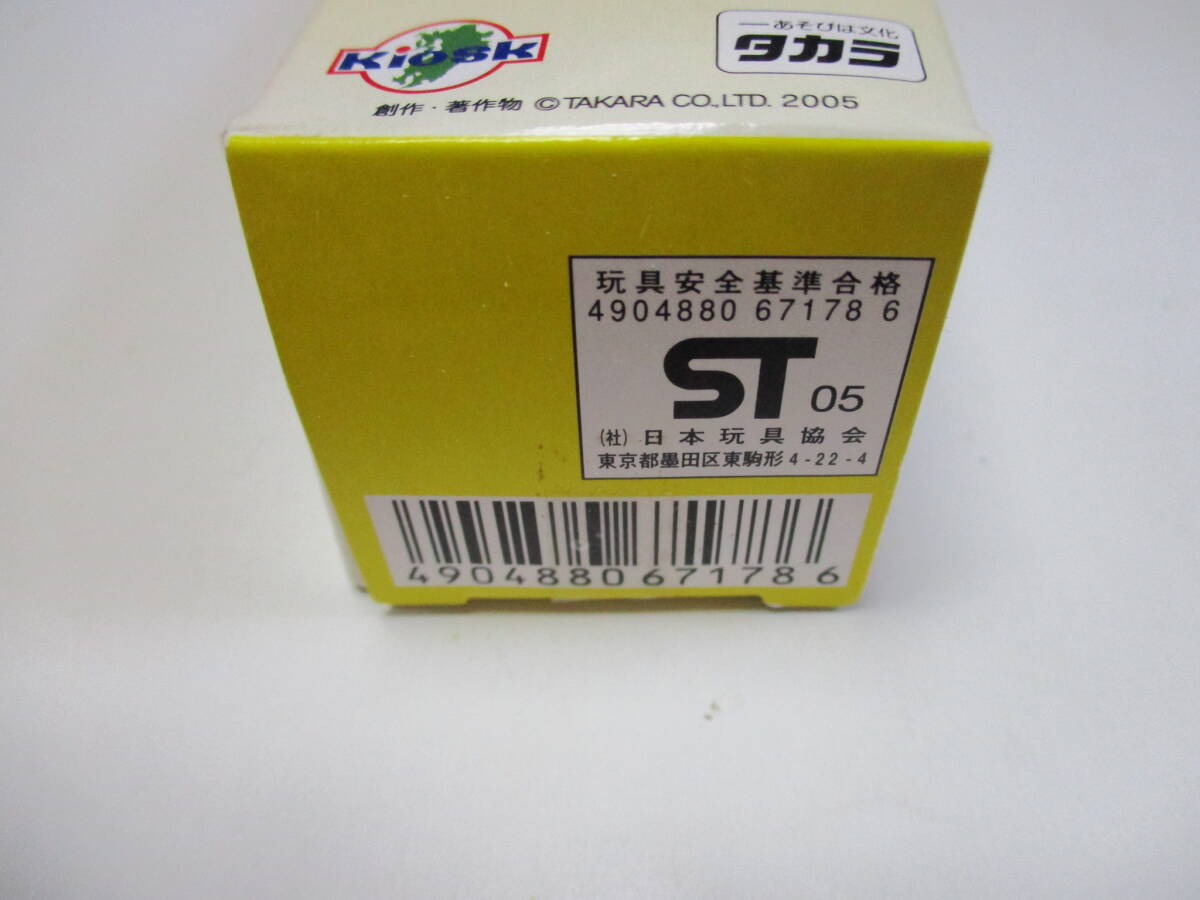 Kiosk
―あそびは文化
タカラ
創作・著作物 ©TAKARA CO.,LTD. 2005
玩具安全基準合格
4904880 67178 6
ST 05
(社)日本玩具協会
東京都墨田区東駒形4-22-4
4904880671786